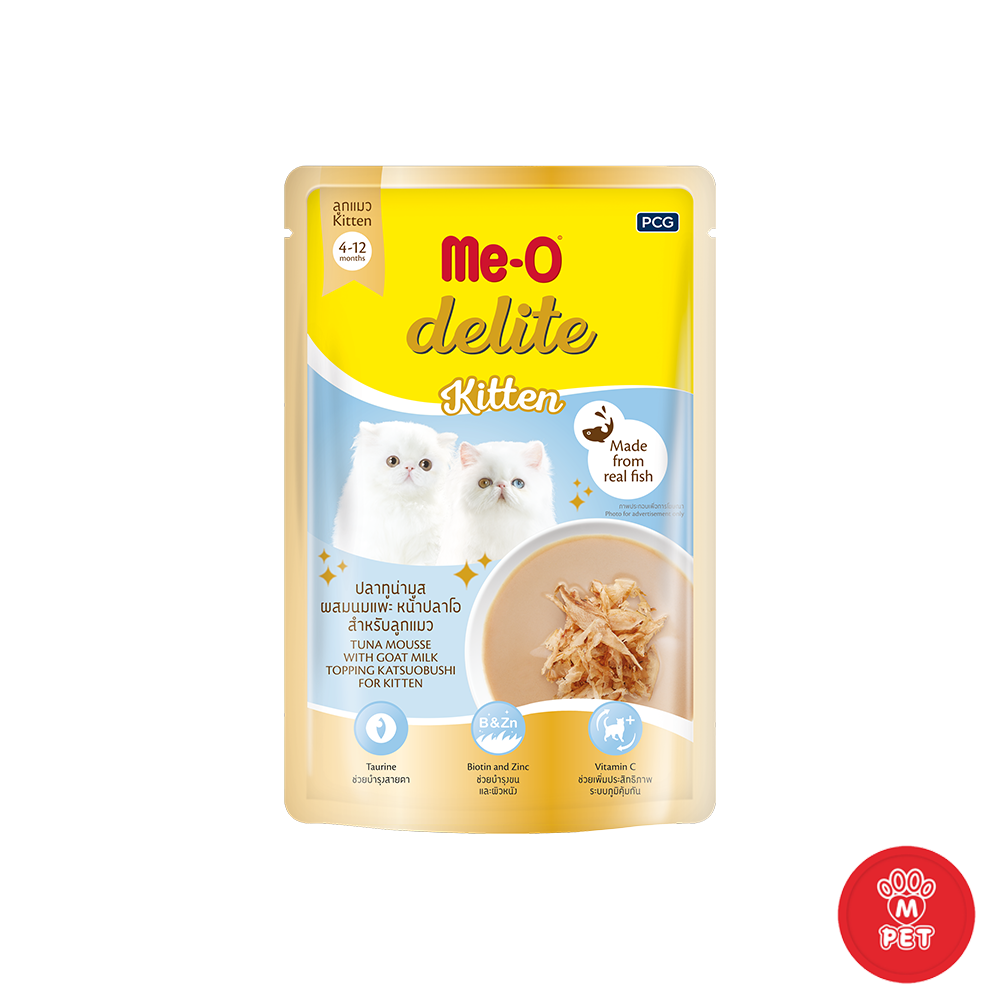 ลูกแมว
Kitten
4-12
months
PCG
Me-O
delite
Kitten
Made
from
real fish
ภาพประกอบเพื่อการโฆษณา
Photo for advertisement only
ปลาทูน่ามูส
ผสมนมแพะ หน้าปลาโอ
สำหรับลูกแมว
TUNA MOUSSE
WITH GOAT MILK
TOPPING KATSUOBUSHI
FOR KITTEN
B&Zn
Taurine
ช่วยบำรุงสายตา
Biotin and Zinc
ช่วยบำรุงขน
และผิวหนัง
Vitamin C
ช่วยเพิ่มประสิทธิภาพ
ระบบภูมิคุ้มกัน
M
PET